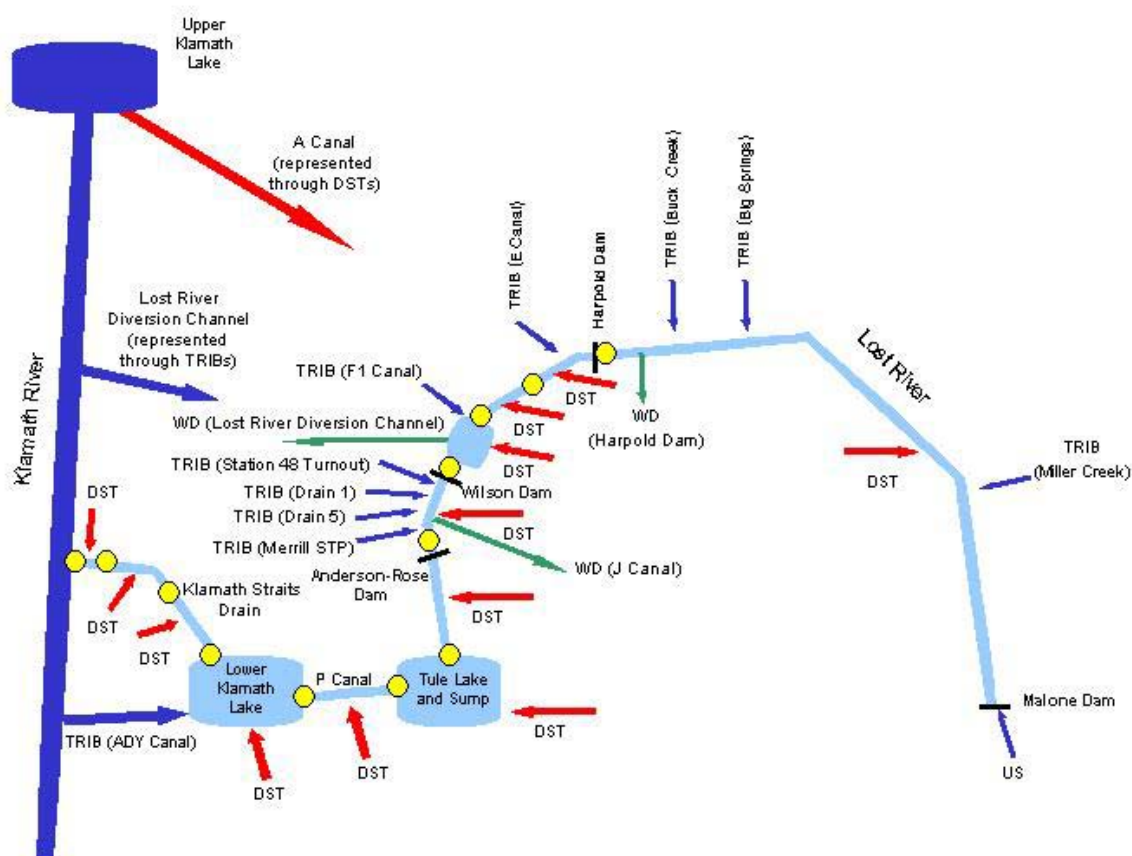 Upper
Klamath
Lake
A Canal
(represented
through DSTs)
TRIB (Buck Creek)
TRIB (Big Springs)
TRIB (E Canal)
Harpold Dam
Lost River
Diversion Channel
(represented
through TRIBs)
Lost River
TRIB (F1 Canal)
DST
WD
(Harpold Dam)
WD (Lost River Diversion Channel)
DST
Klamath River
TRIB (Station 48 Turnout)
DST
TRIB
(Miller Creek)
DST
Wilson Dam
DST
TRIB (Drain 1)
TRIB (Drain 5)
DST
TRIB (Merrill STP)
Anderson-Rose
Dam
WD (J Canal)
Klamath Straits
Drain
DST
DST
DST
Lower
Klamath
Lake
P Canal
Tule Lake
and Sump
Malone Dam
DST
TRIB (ADY Canal)
DST
DST
US